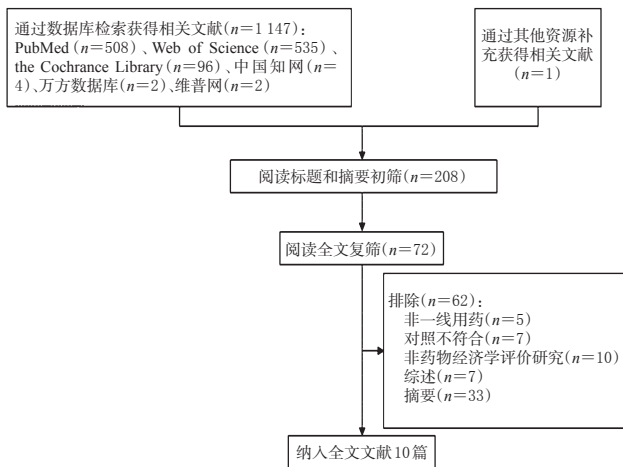 通过数据库检索获得相关文献(n=1 147)：
PubMed(n=508)、Web of Science(n=535)、
the Cochrance Library(n=96)、中国知网(n=
4)、万方数据库(n=2)、维普网(n=2)
通过其他资源补
充获得相关文献
(n=1)
阅读标题和摘要初筛(n=208)
阅读全文复筛(n=72)
排除(n=62)：
非一线用药(n=5)
对照不符合(n=7)
非药物经济学评价研究(n=10)
综述(n=7)
摘要(n=33)
纳入全文文献10篇